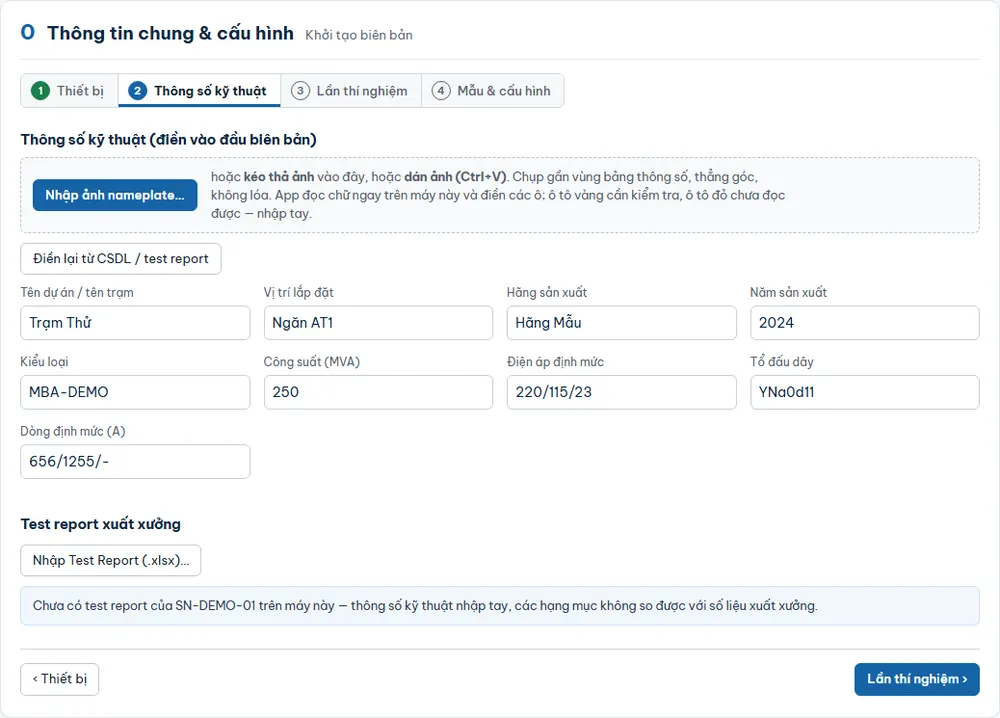 0 Thông tin chung & cấu hình Khởi tạo biên bản
1 Thiết bị 2 Thông số kỹ thuật 3 Lần thí nghiệm 4 Mẫu & cấu hình
Thông số kỹ thuật (điền vào đầu biên bản)
Nhập ảnh nameplate...
hoặc kéo thả ảnh vào đây, hoặc dán ảnh (Ctrl+V). Chụp gần vùng bảng thông số, thẳng góc,
không lóa. App đọc chữ ngay trên máy này và điền các ô; ô tô vàng cần kiểm tra, ô tô đỏ chưa đọc
được — nhập tay.
Điền lại từ CSDL / test report
Tên dự án / tên trạm Vị trí lắp đặt Hãng sản xuất Năm sản xuất
Trạm Thử Ngăn AT1 Hãng Mẫu 2024
Kiểu loại Công suất (MVA) Điện áp định mức Tổ đấu dây
MBA-DEMO 250 220/115/23 YNa0d11
Dòng định mức (A)
656/1255/-
Test report xuất xưởng
Nhập Test Report (.xlsx)...
Chưa có test report của SN-DEMO-01 trên máy này — thông số kỹ thuật nhập tay, các hạng mục không so được với số liệu xuất xưởng.
‹ Thiết bị Lần thí nghiệm ›